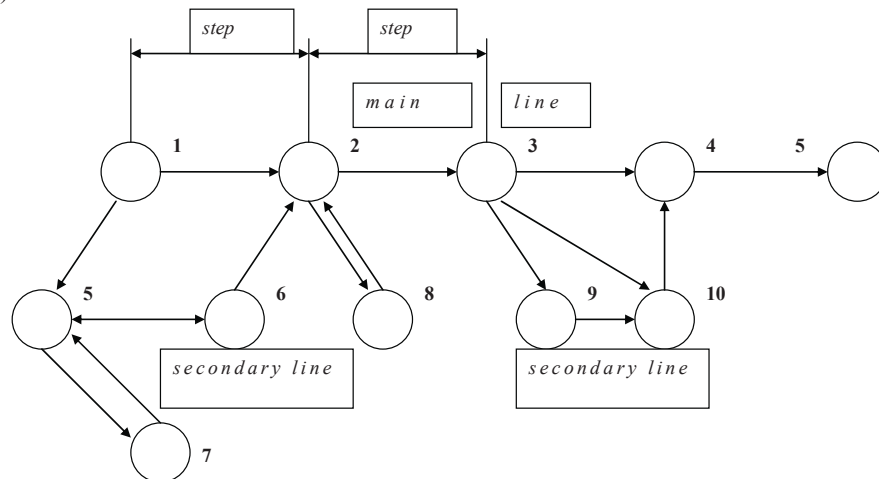 )
step step
main line
1 2 3 4 5
5 6 8 9 10
secondary line secondary line
7